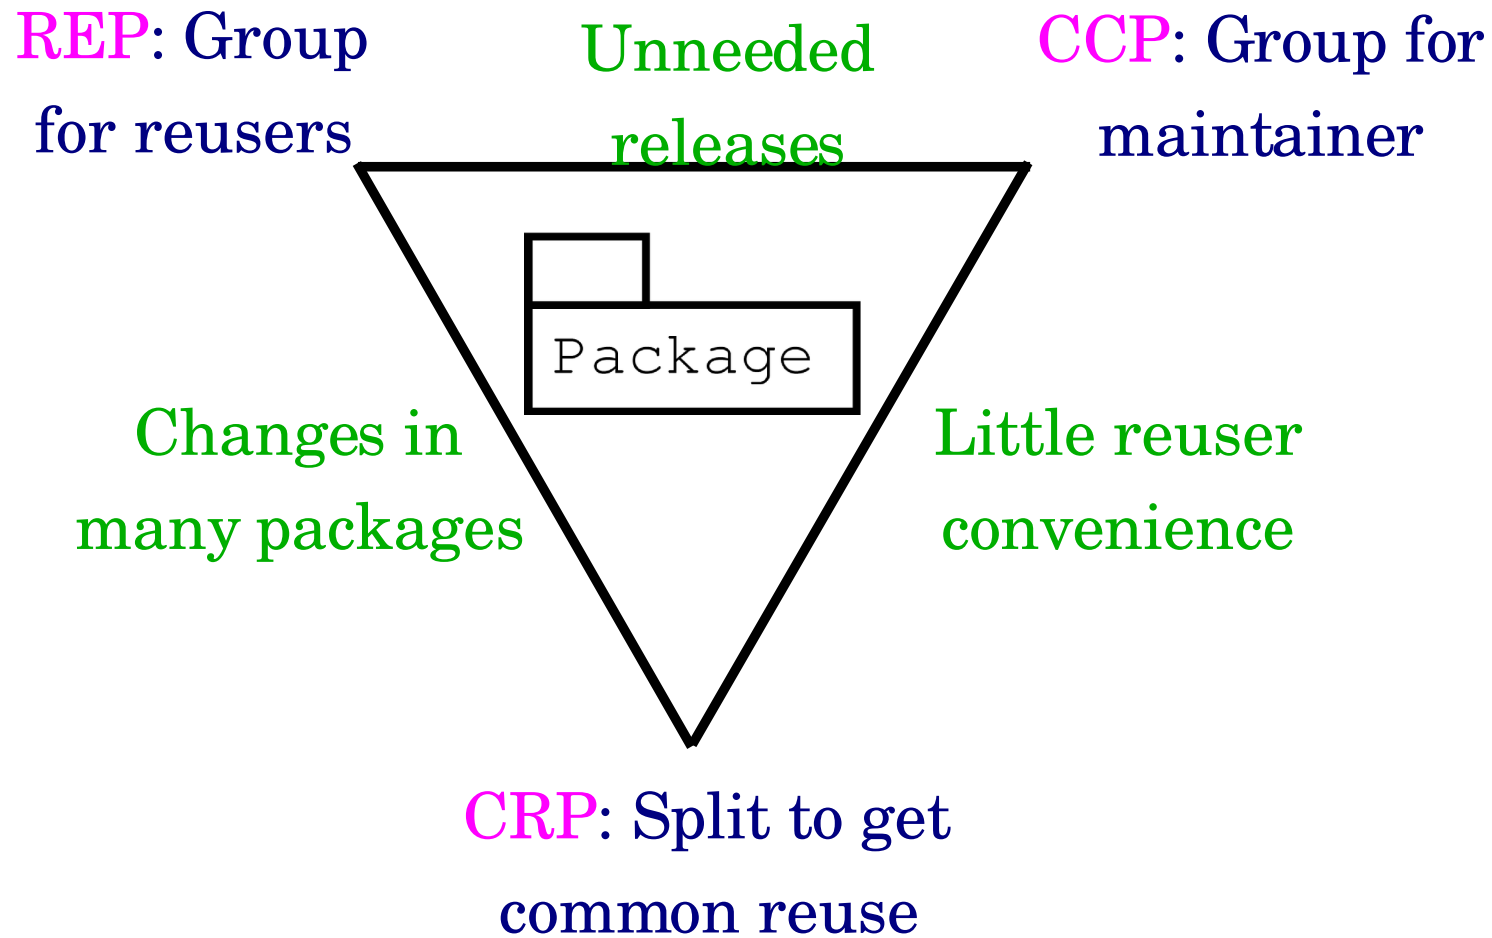 REP: Group
for reusers
Unneeded
releases
CCP: Group for
maintainer
Package
Changes in
many packages
Little reuser
convenience
CRP: Split to get
common reuse